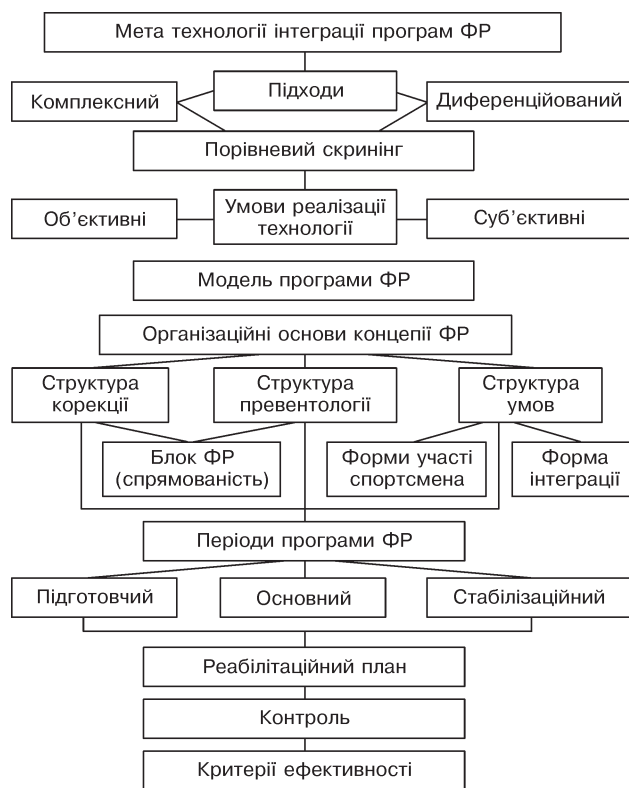 Мета технології інтеграції програм ФР
Підходи
Комплексний
Диференційований
Порівневий скринінг
Умови реалізації
технології
Об’єктивні
Суб’єктивні
Модель програми ФР
Організаційні основи концепії ФР
Структура
корекції
Структура
превентології
Структура
умов
Блок ФР
(спрямованість)
Форми участі
спортсмена
Форма
інтеграції
Періоди програми ФР
Підготовчий
Основний
Стабілізаційний
Реабілітаційний план
Контроль
Критерії ефективності